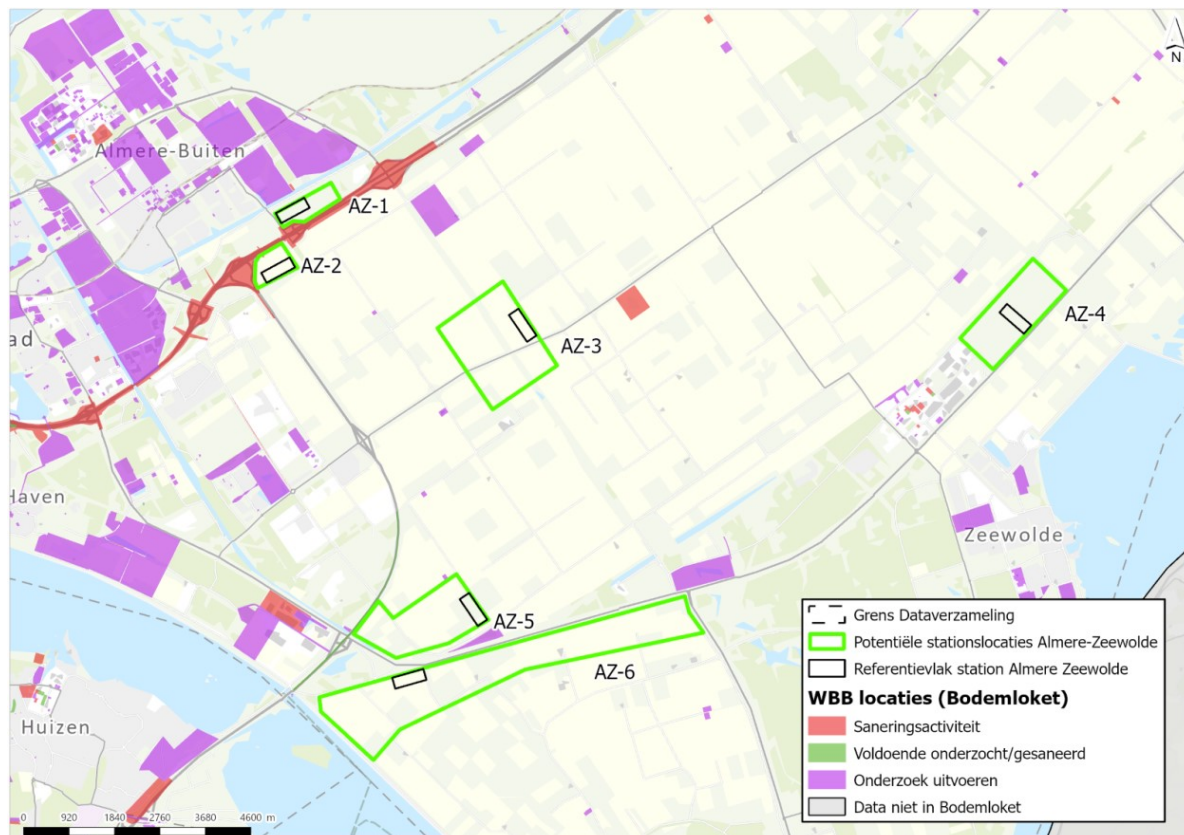 N
Almere-Buiten
AZ-1
AZ-2
AZ-3
AZ-4
ad
Haven
Zeewolde
AZ-5
AZ-6
Huizen
Grens Dataverzameling
Potentiële stationslocaties Almere-Zeewolde
Referentievlak station Almere Zeewolde
WBB locaties (Bodemloket)
Saneringsactiviteit
Voldoende onderzocht/gesaneerd
Onderzoek uitvoeren
Data niet in Bodemloket
0 920 1840 2760 3680 4600 m